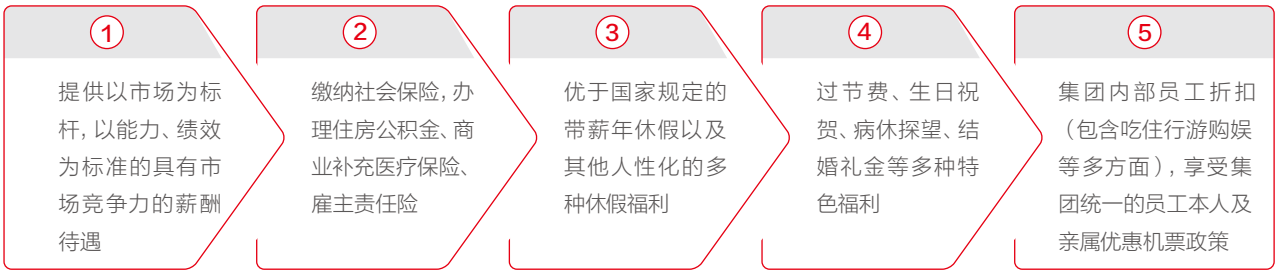 1
提供以市场为标
杆，以能力、绩效
为标准的具有市
场竞争力的薪酬
待遇
2
缴纳社会保险，办
理住房公积金、商
业补充医疗保险、
雇主责任险
3
优于国家规定的
带薪年休假以及
其他人性化的多
种休假福利
4
过节费、生日祝
贺、病休探望、结
婚礼金等多种特
色福利
5
集团内部员工折扣
（包含吃住行游购娱
等多方面），享受集
团统一的员工本人及
亲属优惠机票政策